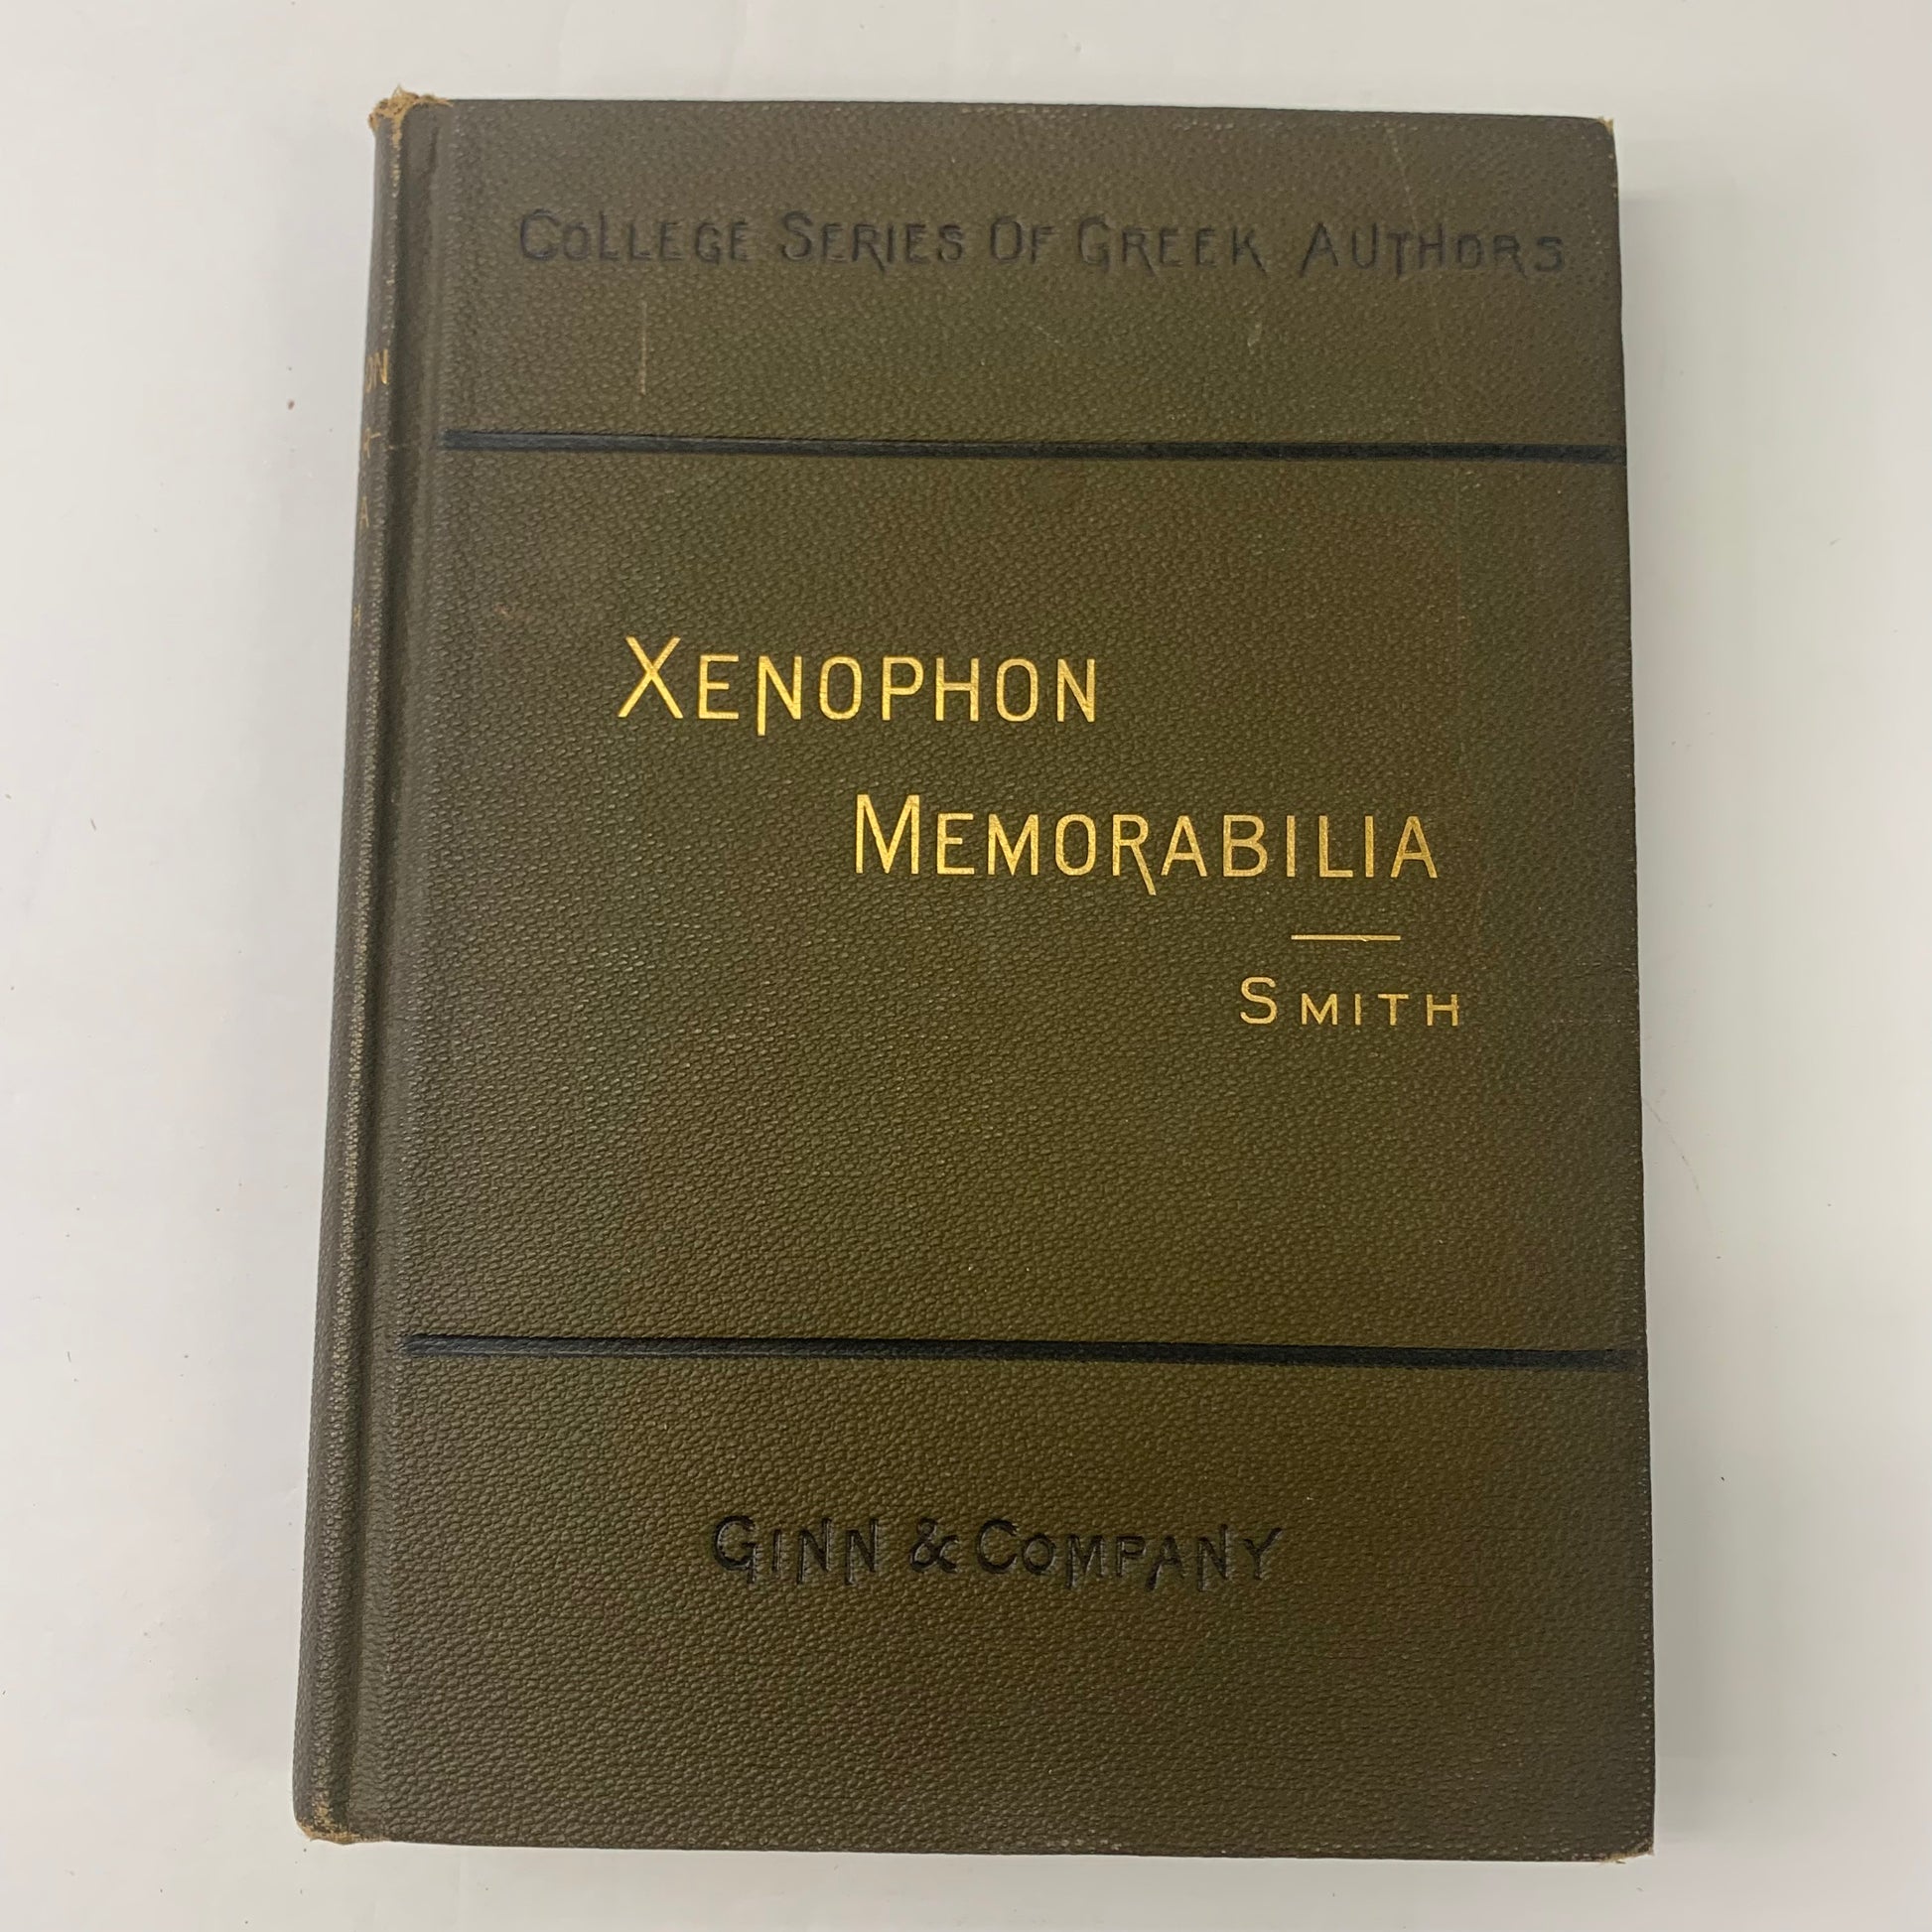 College Series Of Greek Authors
Xenophon
Memorabilia
Smith
Ginn & Company